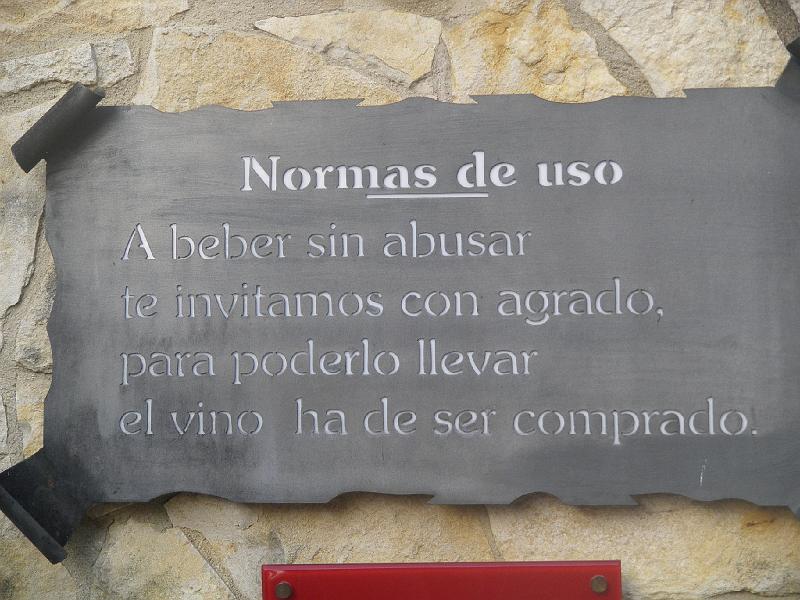 Normas de uso
A beber sin abusar
te invitamos con agrado,
para poderlo llevar
el vino ha de ser comprado.